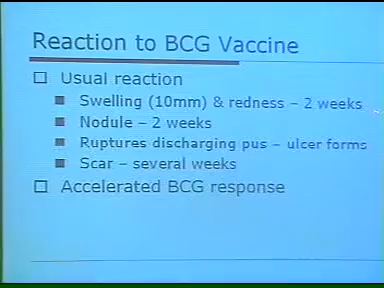 Reaction to BCG Vaccine
Usual reaction
Swelling (10mm) & redness – 2 weeks
Nodule – 2 weeks
Ruptures discharging pus – ulcer forms
Scar – several weeks
Accelerated BCG response